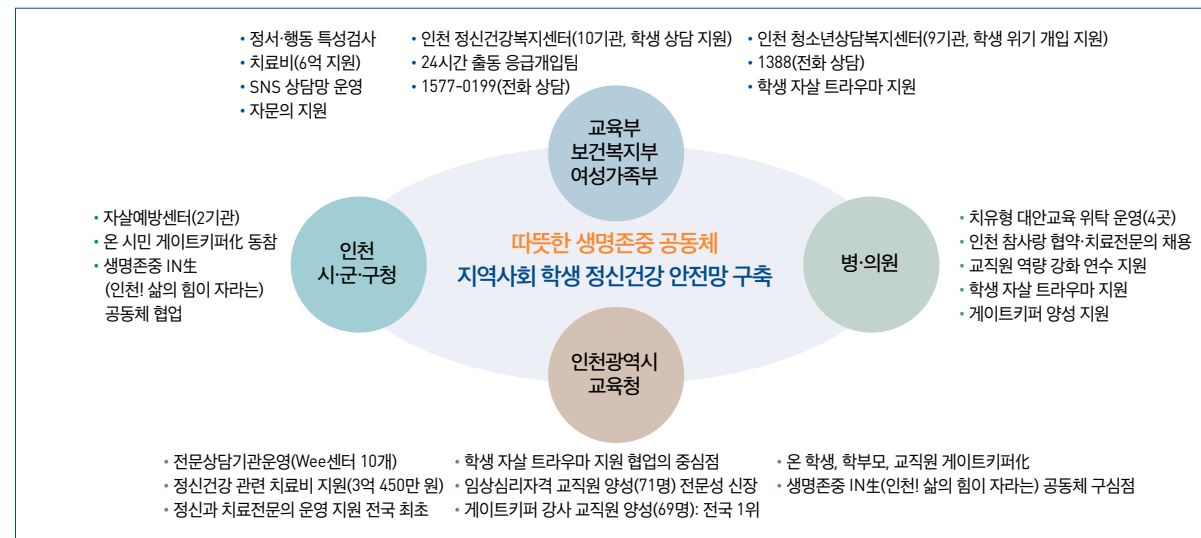 • 정서·행동 특성검사
• 치료비(6억 지원)
• SNS 상담망 운영
• 자문의 지원
• 인천 정신건강복지센터(10기관, 학생 상담 지원)
• 24시간 출동 응급개입팀
• 1577-0199(전화 상담)
• 인천 청소년상담복지센터(9기관, 학생 위기 개입 지원)
• 1388(전화 상담)
• 학생 자살 트라우마 지원
교육부
보건복지부
여성가족부
• 자살예방센터(2기관)
• 온 시민 게이트키퍼化 동참
• 생명존중 IN生
(인천! 삶의 힘이 자라는)
공동체 협업
인천
시·군·구청
따뜻한 생명존중 공동체
지역사회 학생 정신건강 안전망 구축
병·의원
• 치유형 대안교육 위탁 운영(4곳)
• 인천 참사랑 협약·치료전문의 채용
• 교직원 역량 강화 연수 지원
• 학생 자살 트라우마 지원
• 게이트키퍼 양성 지원
인천광역시
교육청
• 전문상담기관운영(Wee센터 10개)
• 정신건강 관련 치료비 지원(3억 450만 원)
• 정신과 치료전문의 운영 지원 전국 최초
• 학생 자살 트라우마 지원 협업의 중심점
• 임상심리자격 교직원 양성(71명) 전문성 신장
• 게이트키퍼 강사 교직원 양성(69명): 전국 1위
• 온 학생, 학부모, 교직원 게이트키퍼化
• 생명존중 IN生(인천! 삶의 힘이 자라는) 공동체 구심점